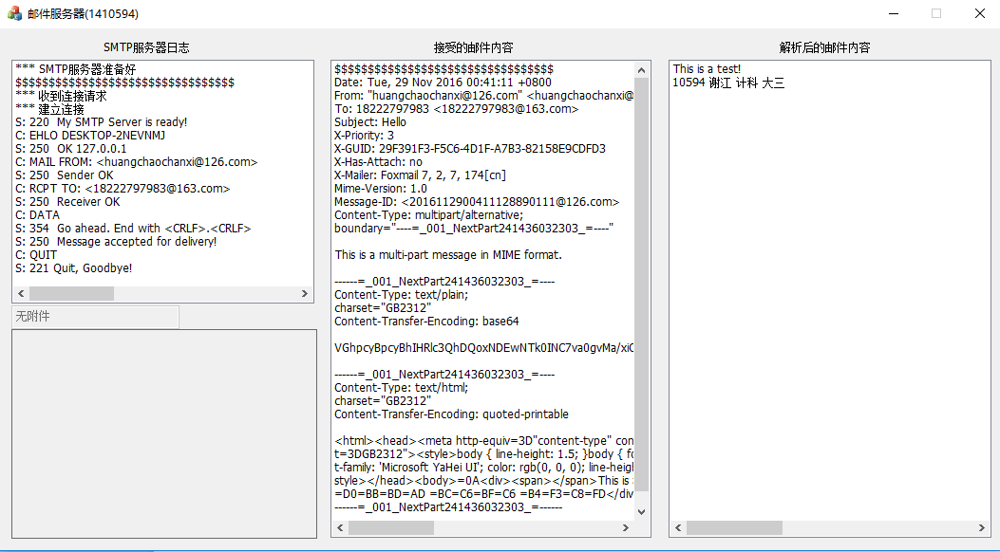 邮件服务器(1410594)
SMTP服务器日志
*** SMTP服务器准备好
$$$$$$$$$$$$$$$$$$$$$$$$$$$$$$$$$
*** 收到连接请求
*** 建立连接
S: 220  My SMTP Server is ready!
C: EHLO DESKTOP-2NEVNMJ
S: 250  OK 127.0.0.1
C: MAIL FROM: <huangchaochanxi@126.com>
S: 250  Sender OK
C: RCPT TO: <18222797983@163.com>
S: 250  Receiver OK
C: DATA
S: 354  Go ahead. End with <CRLF>.<CRLF>
S: 250  Message accepted for delivery!
C: QUIT
S: 221 Quit, Goodbye!
无附件
接受的邮件内容
$$$$$$$$$$$$$$$$$$$$$$$$$$$$$$$$$
Date: Tue, 29 Nov 2016 00:41:11 +0800
From: "huangchaochanxi@126.com" <huangchaochanxi@
To: 18222797983 <18222797983@163.com>
Subject: Hello
X-Priority: 3
X-GUID: 29F391F3-F5C6-4D1F-A7B3-82158E9CDFD3
X-Has-Attach: no
X-Mailer: Foxmail 7, 2, 7, 174[cn]
Mime-Version: 1.0
Message-ID: <2016112900411128890111@126.com>
Content-Type: multipart/alternative;
boundary="----=_001_NextPart241436032303_=----"
This is a multi-part message in MIME format.
------=_001_NextPart241436032303_=----
Content-Type: text/plain;
charset="GB2312"
Content-Transfer-Encoding: base64
VGhpcyBpcyBhIHRlc3QhDQoxNDEwNTk0INC7va0gvMa/xiC
------=_001_NextPart241436032303_=----
Content-Type: text/html;
charset="GB2312"
Content-Transfer-Encoding: quoted-printable
<html><head><meta http-equiv=3D"content-type" con
t=3DGB2312"><style>body { line-height: 1.5; }body { fo
t-family: 'Microsoft YaHei UI'; color: rgb(0, 0, 0); line-heigl
style></head><body>=0A<div><span></span>This is
=D0=BB=BD=AD =BC=C6=BF=C6 =B4=F3=C8=FD</div
------=_001_NextPart241436032303_=------
解析后的邮件内容
This is a test!
10594 谢江 计科 大三